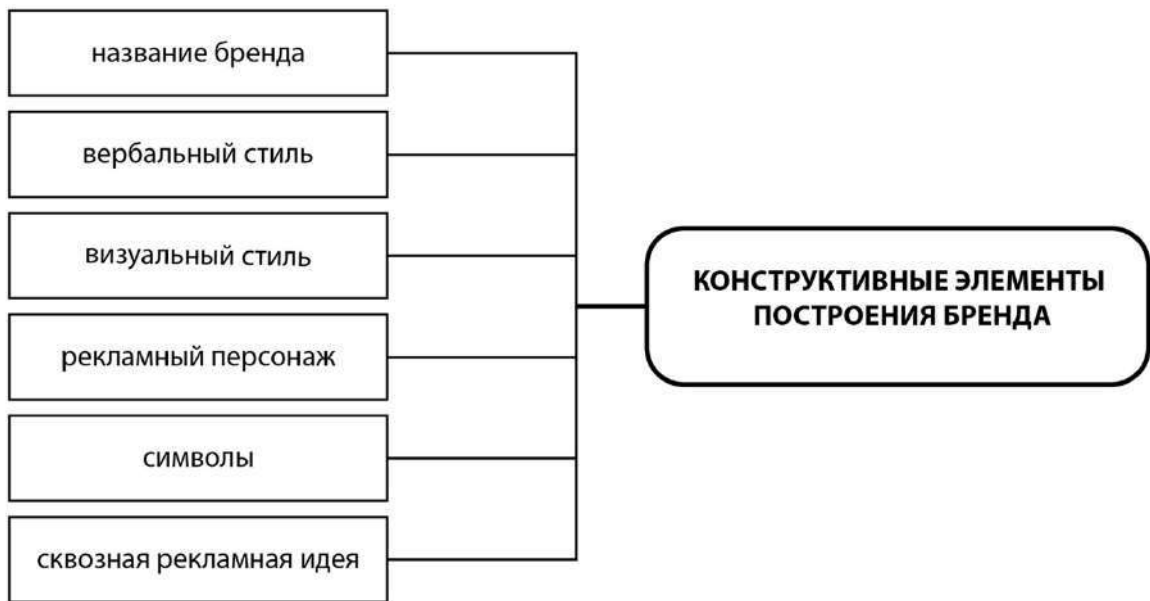 название бренда
вербальный стиль
визуальный стиль
рекламный персонаж
символы
сквозная рекламная идея
КОНСТРУКТИВНЫЕ ЭЛЕМЕНТЫ
ПОСТРОЕНИЯ БРЕНДА